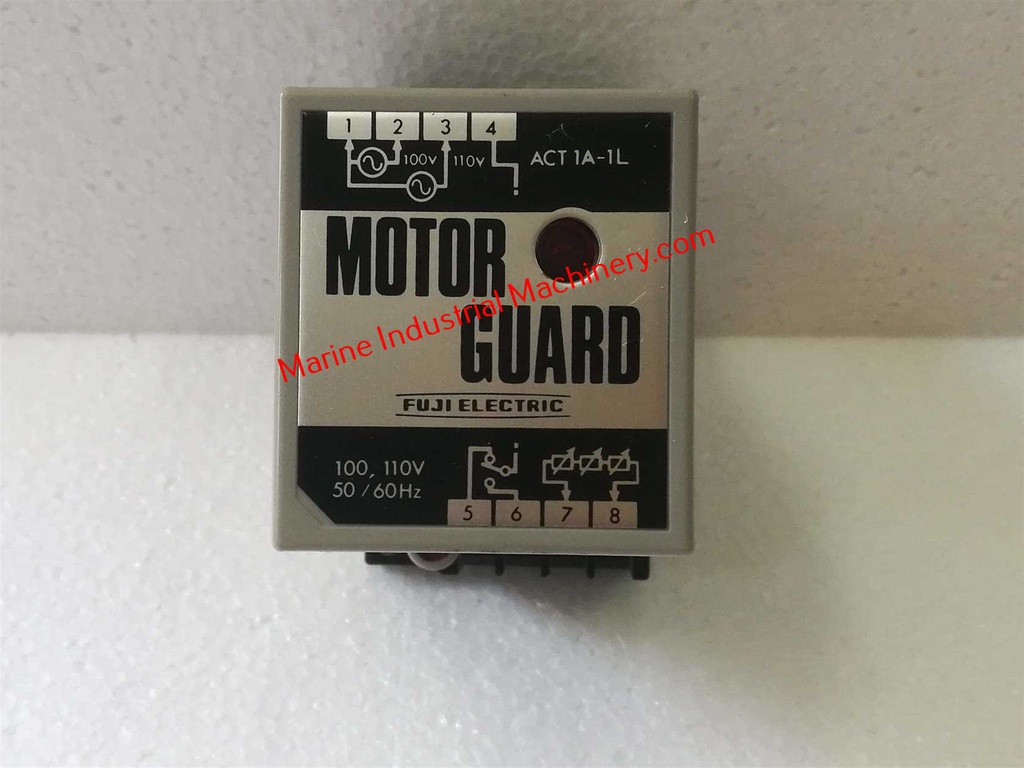 1 2 3 4
100V 110V ACT 1A-1L
MOTOR
GUARD
Marine Industrial Machinery.com
FUJI ELECTRIC
100, 110V
50/60Hz
5 6 7 8